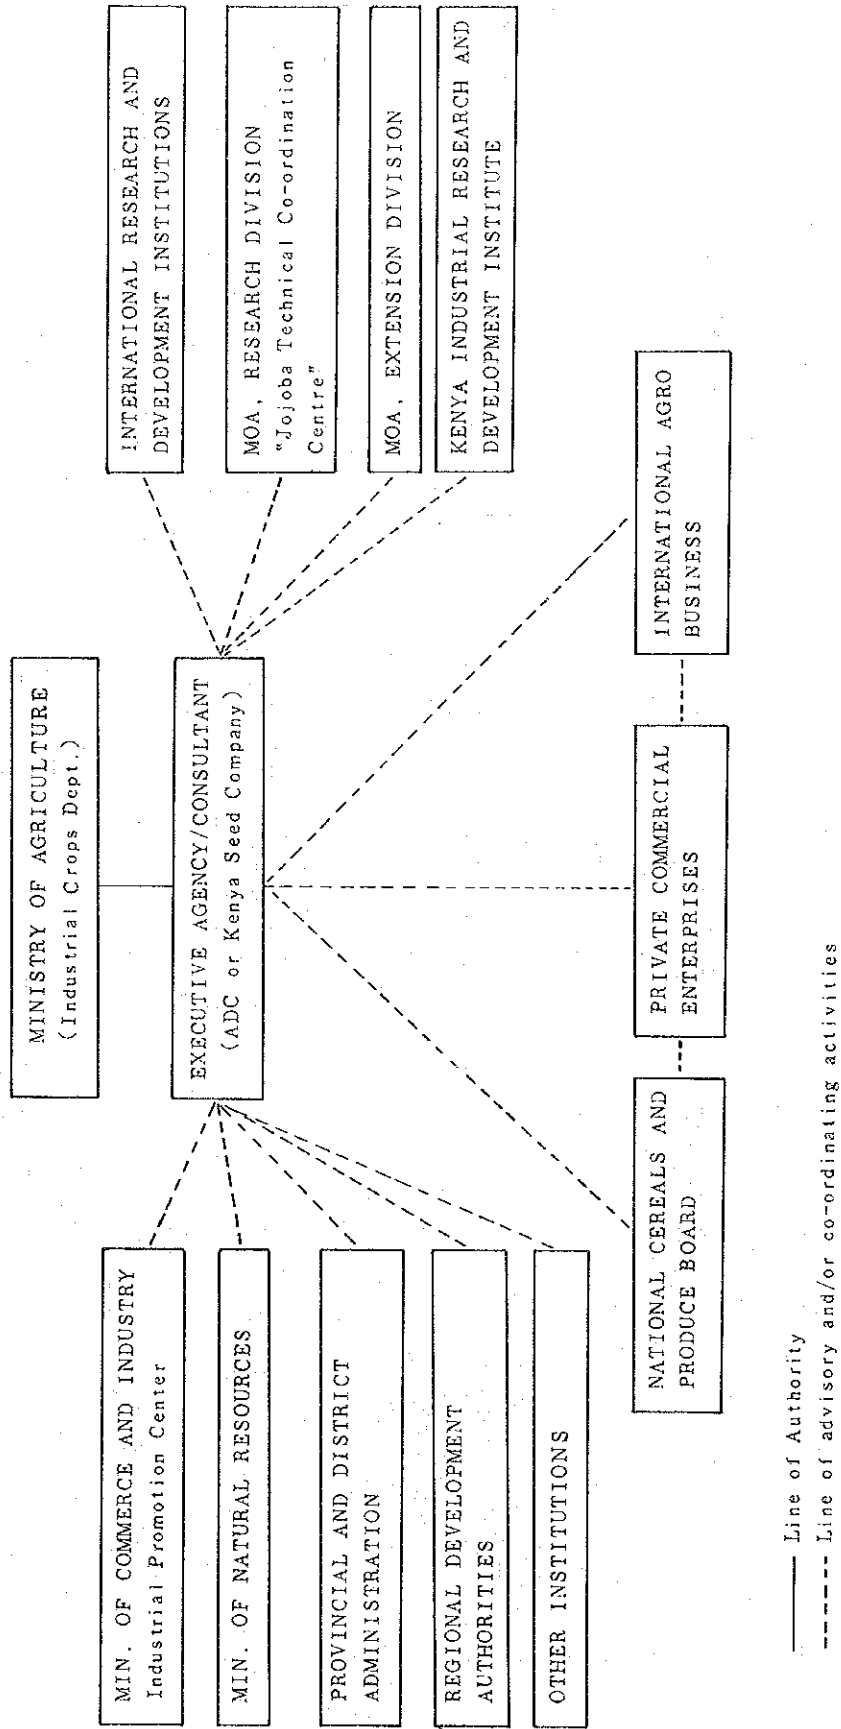 MINISTRY OF AGRICULTURE
(Industrial Crops Dept.)
EXECUTIVE AGENCY/CONSULTANT
(ADC or Kenya Seed Company)
MIN. OF COMMERCE AND INDUSTRY
Industrial Promotion Center
MIN. OF NATURAL RESOURCES
PROVINCIAL AND DISTRICT
ADMINISTRATION
REGIONAL DEVELOPMENT
AUTHORITIES
OTHER INSTITUTIONS
INTERNATIONAL RESEARCH AND
DEVELOPMENT INSTITUTIONS
MOA, RESEARCH DIVISION
"Jojoba Technical Co-ordination
Centre"
MOA, EXTENSION DIVISION
KENYA INDUSTRIAL RESEARCH AND
DEVELOPMENT INSTITUTE
NATIONAL CEREALS AND
PRODUCE BOARD
PRIVATE COMMERCIAL
ENTERPRISES
INTERNATIONAL AGRO
BUSINESS
Line of Authority
Line of advisory and/or co-ordinating activities